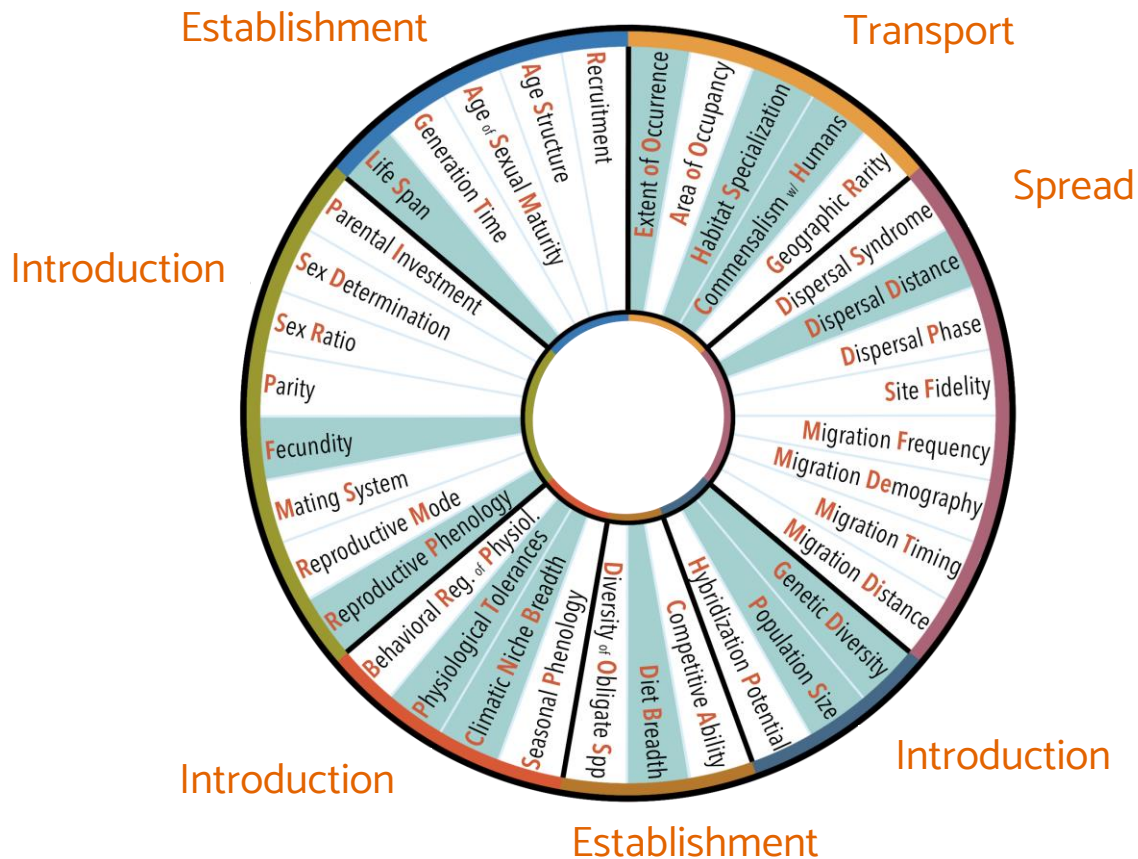 Establishment
Transport
Spread
Introduction
Introduction
Establishment
Introduction
Extent of Occurrence
Area of Occupancy
Habitat Specialization
Commensalism w/ Humans
Geographic Rarity
Dispersal Syndrome
Dispersal Distance
Dispersal Phase
Site Fidelity
Migration Frequency
Migration Demography
Migration Timing
Migration Distance
Genetic Diversity
Population Size
Hybridization Potential
Competitive Ability
Diet Breadth
Diversity of Obligate Spp
Seasonal Phenology
Climatic Niche Breadth
Physiological Tolerances
Behavioral Reg. of Physiol.
Reproductive Phenology
Reproductive Mode
Mating System
Fecundity
Parity
Sex Ratio
Sex Determination
Parental Investment
Life Span
Generation Time
Age of Sexual Maturity
Age Structure
Recruitment